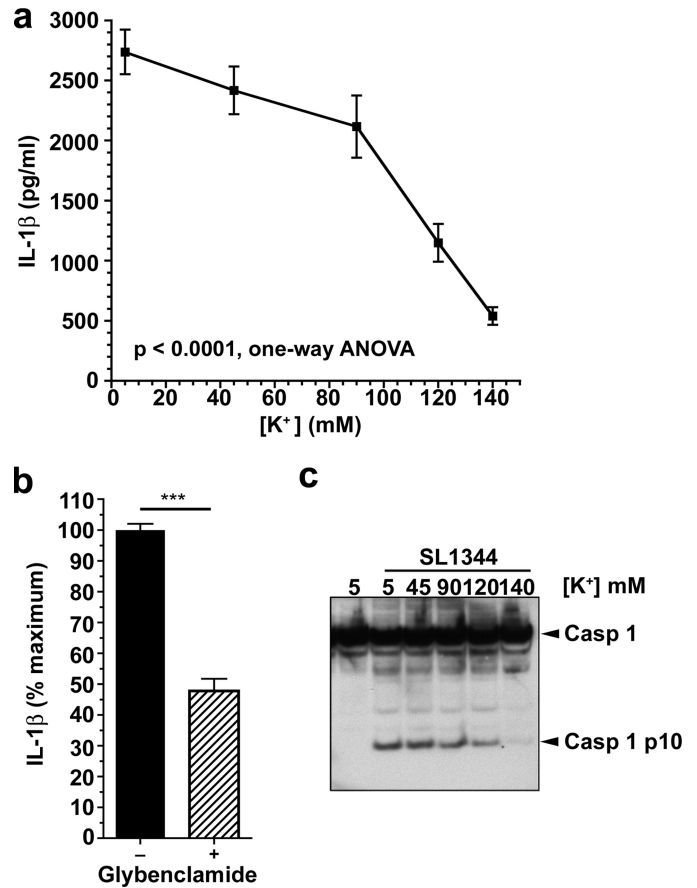 a
3000
2500
2000
1500
1000
500
0
IL-1β (pg/ml)
p < 0.0001, one-way ANOVA
0 20 40 60 80 100 120 140
[K+] (mM)
b
110
100
90
80
70
60
50
40
30
20
10
0
IL-1β (% maximum)
***
– +
Glybenclamide
c
SL1344
5 5 45 90 120 140 [K+] mM
Casp 1
Casp 1 p10